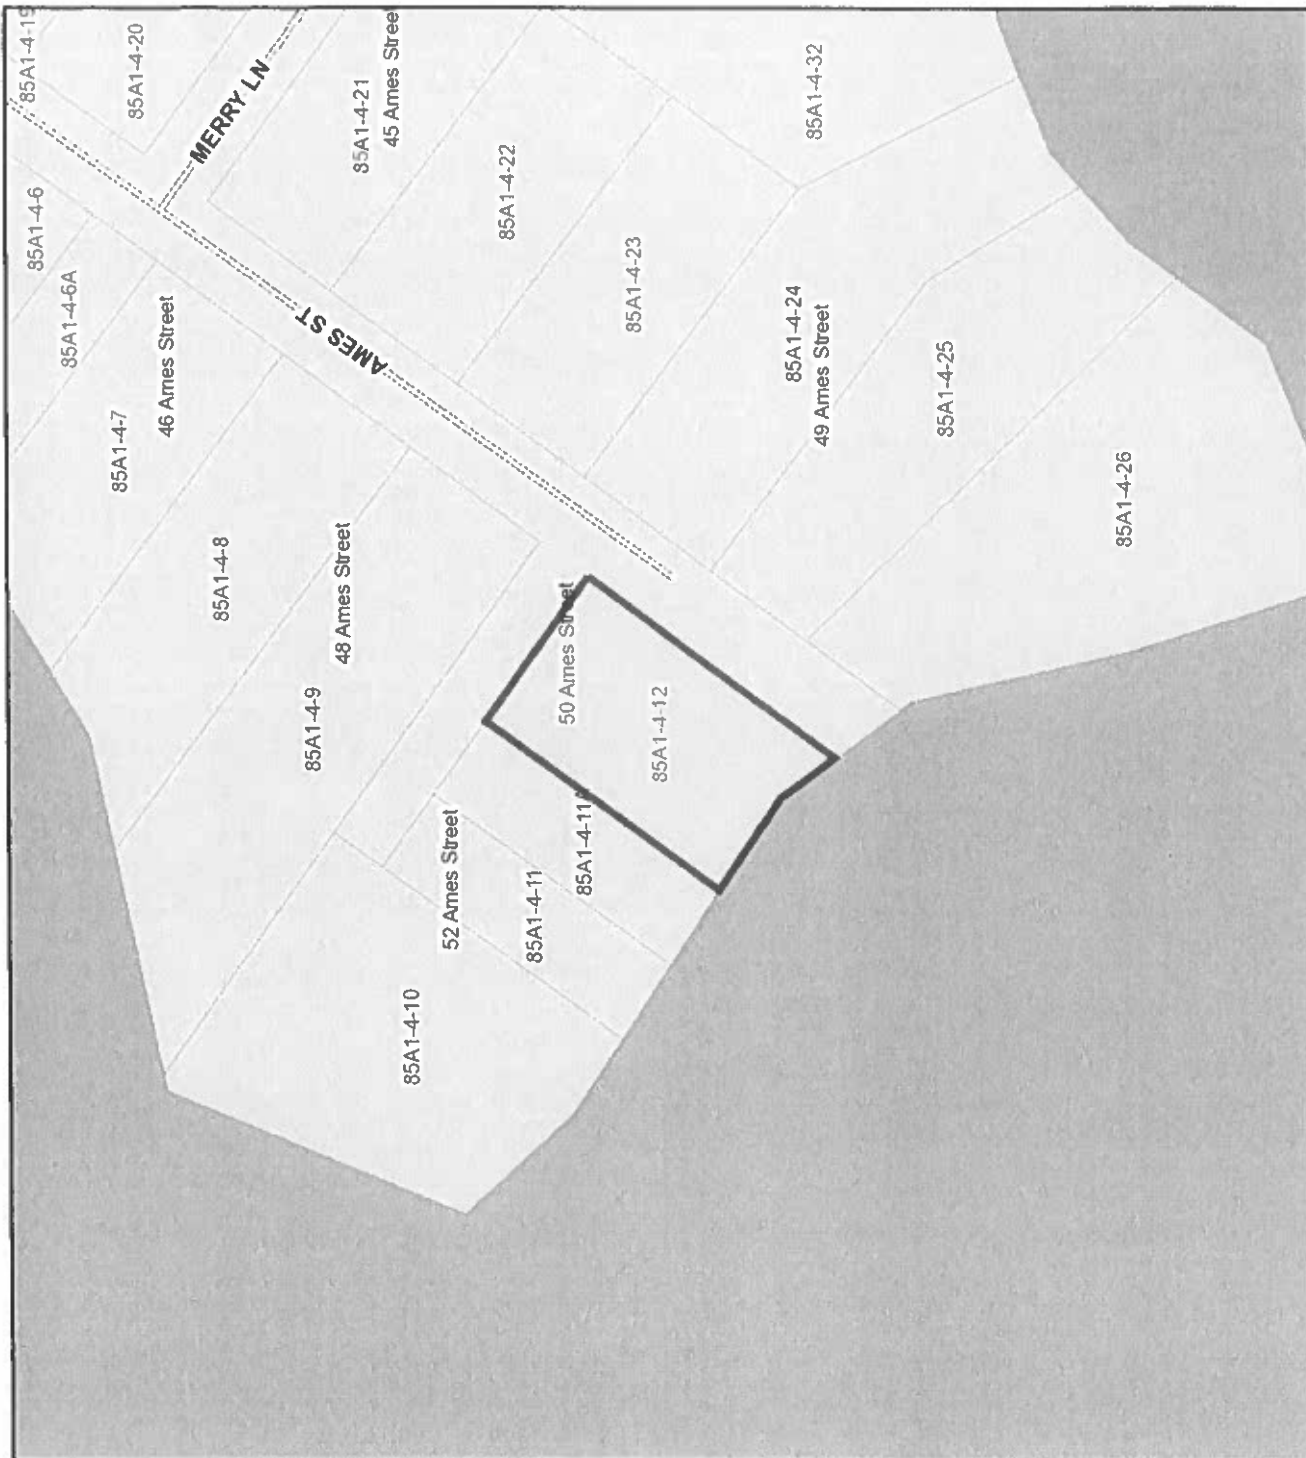 85A1-4-19
85A1-4-20
MERRY LN
85A1-4-21
45 Ames Street
85A1-4-22
85A1-4-32
85A1-4-6
85A1-4-6A
46 Ames Street
85A1-4-7
AMES ST
85A1-4-23
85A1-4-24
49 Ames Street
85A1-4-25
85A1-4-26
85A1-4-8
48 Ames Street
85A1-4-9
50 Ames Street
85A1-4-12
52 Ames Street
85A1-4-11
85A1-4-11A
85A1-4-10